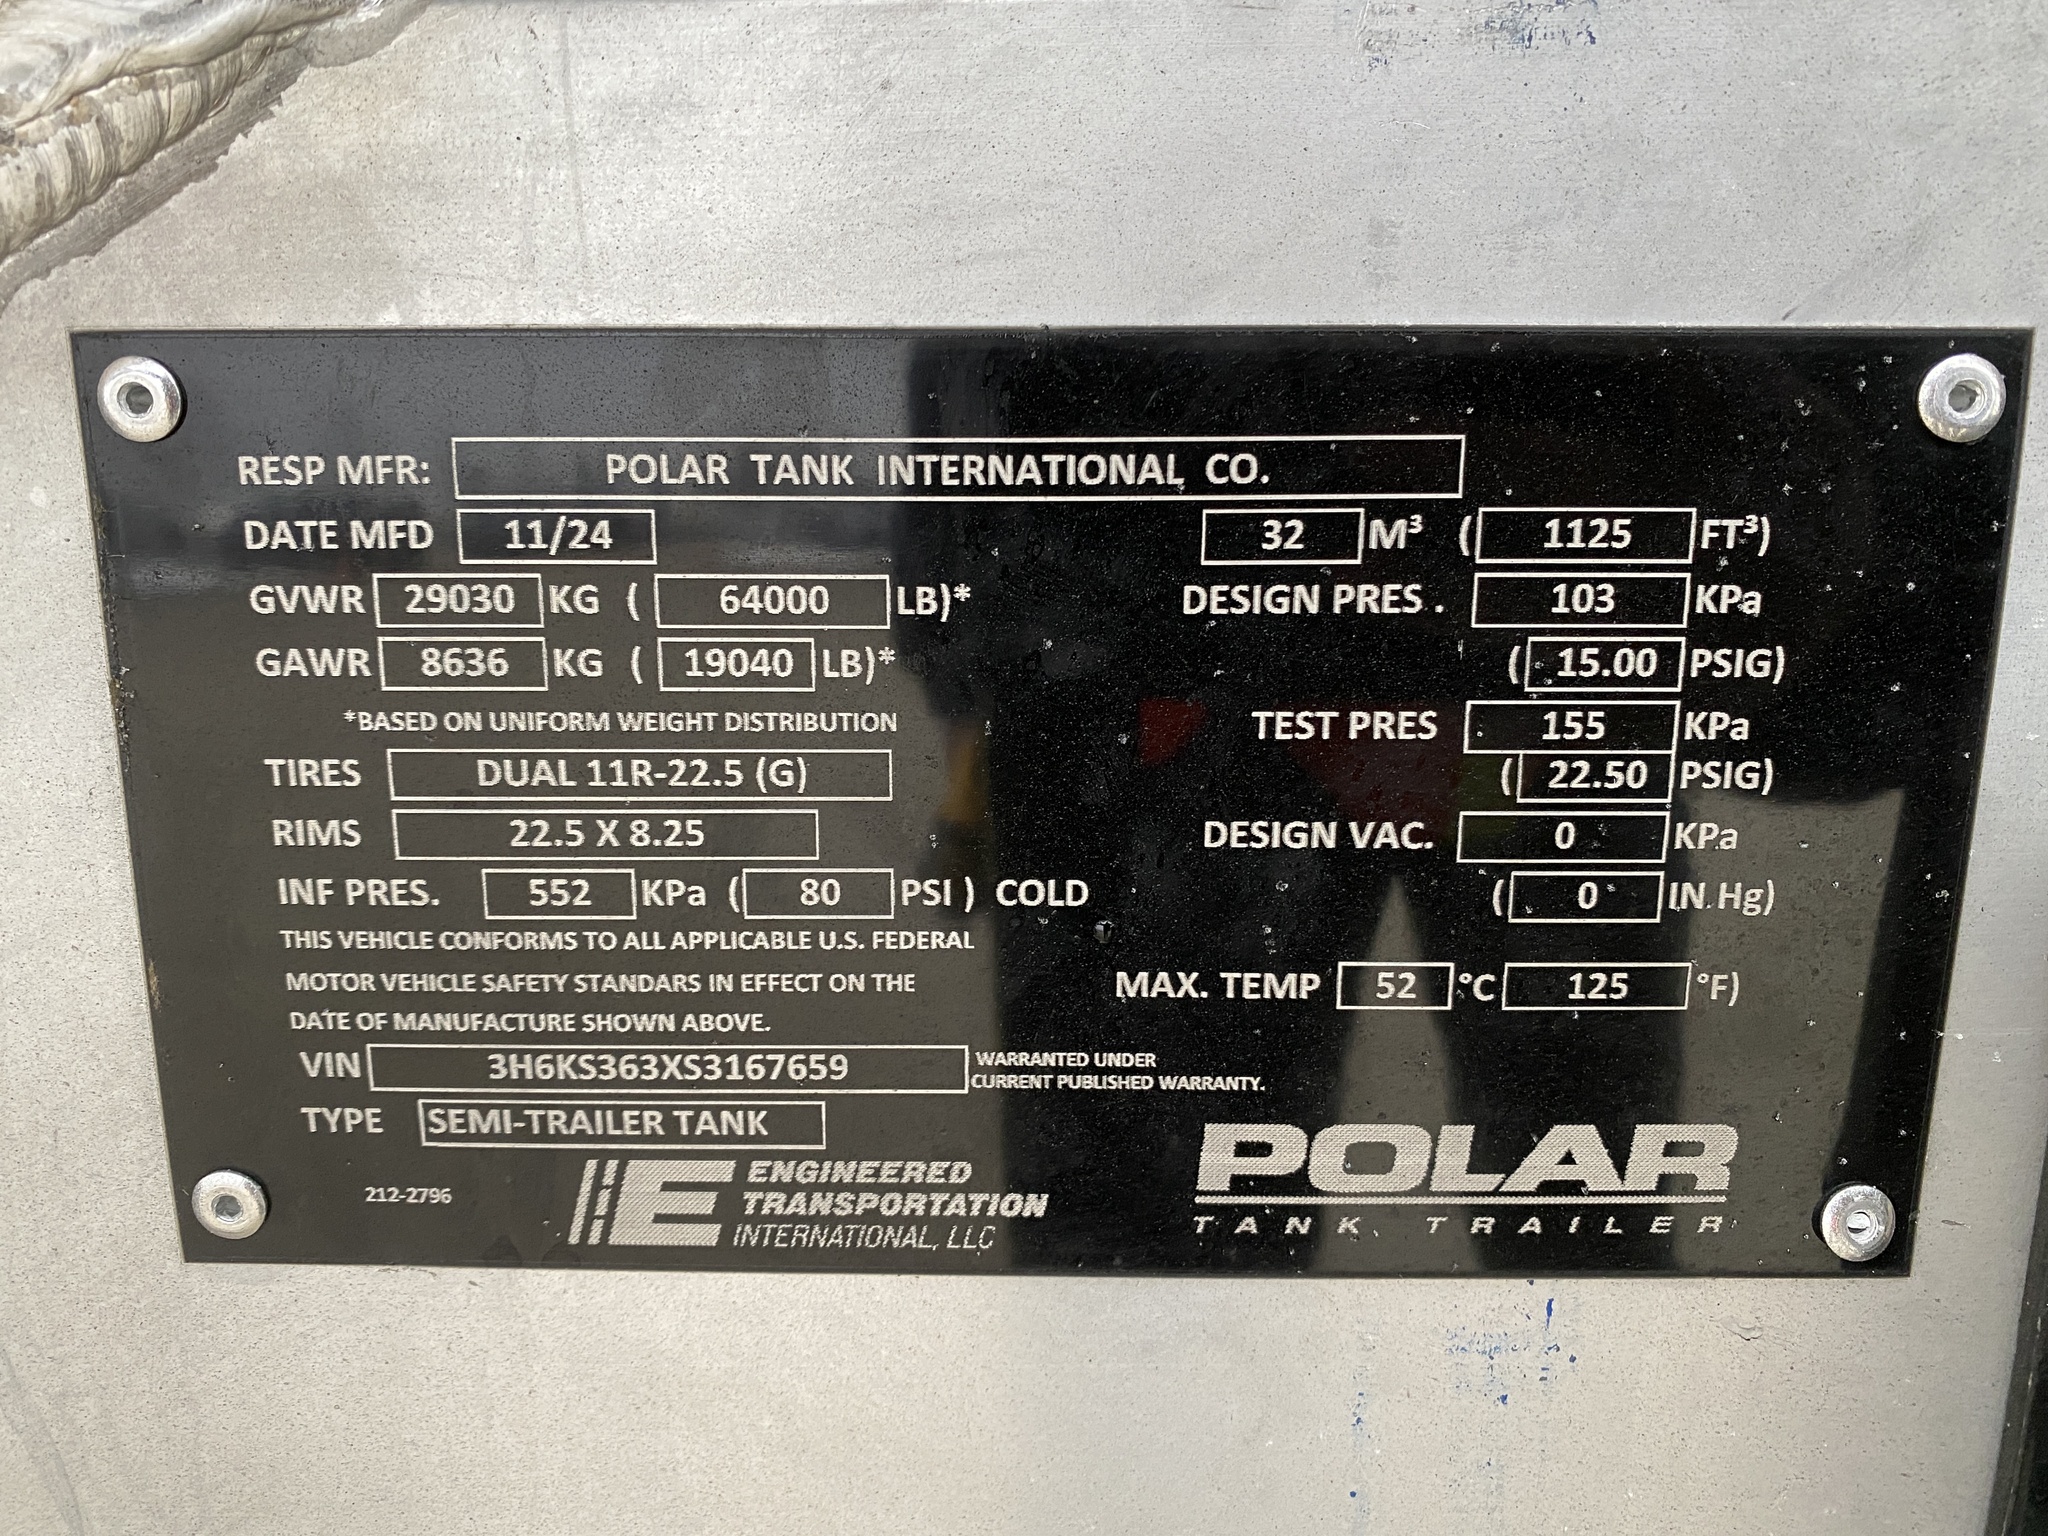 RESP MFR: POLAR TANK INTERNATIONAL CO.
DATE MFD 11/24
GVWR 29030 KG ( 64000 LB)*
GAWR 8636 KG ( 19040 LB)*
*BASED ON UNIFORM WEIGHT DISTRIBUTION
TIRES DUAL 11R-22.5 (G)
RIMS 22.5 X 8.25
INF PRES. 552 KPa ( 80 PSI ) COLD
THIS VEHICLE CONFORMS TO ALL APPLICABLE U.S. FEDERAL
MOTOR VEHICLE SAFETY STANDARS IN EFFECT ON THE
DATE OF MANUFACTURE SHOWN ABOVE.
VIN 3H6KS363XS3167659
WARRANTED UNDER
CURRENT PUBLISHED WARRANTY.
TYPE SEMI-TRAILER TANK
32 M³ ( 1125 FT³)
DESIGN PRES . 103 KPa
( 15.00 PSIG)
TEST PRES 155 KPa
( 22.50 PSIG)
DESIGN VAC. 0 KPa
( 0 IN. Hg)
MAX. TEMP 52 °C 125 °F)
212-2796
E ENGINEERED
TRANSPORTATION
INTERNATIONAL, LLC
POLAR
TANK TRAILER